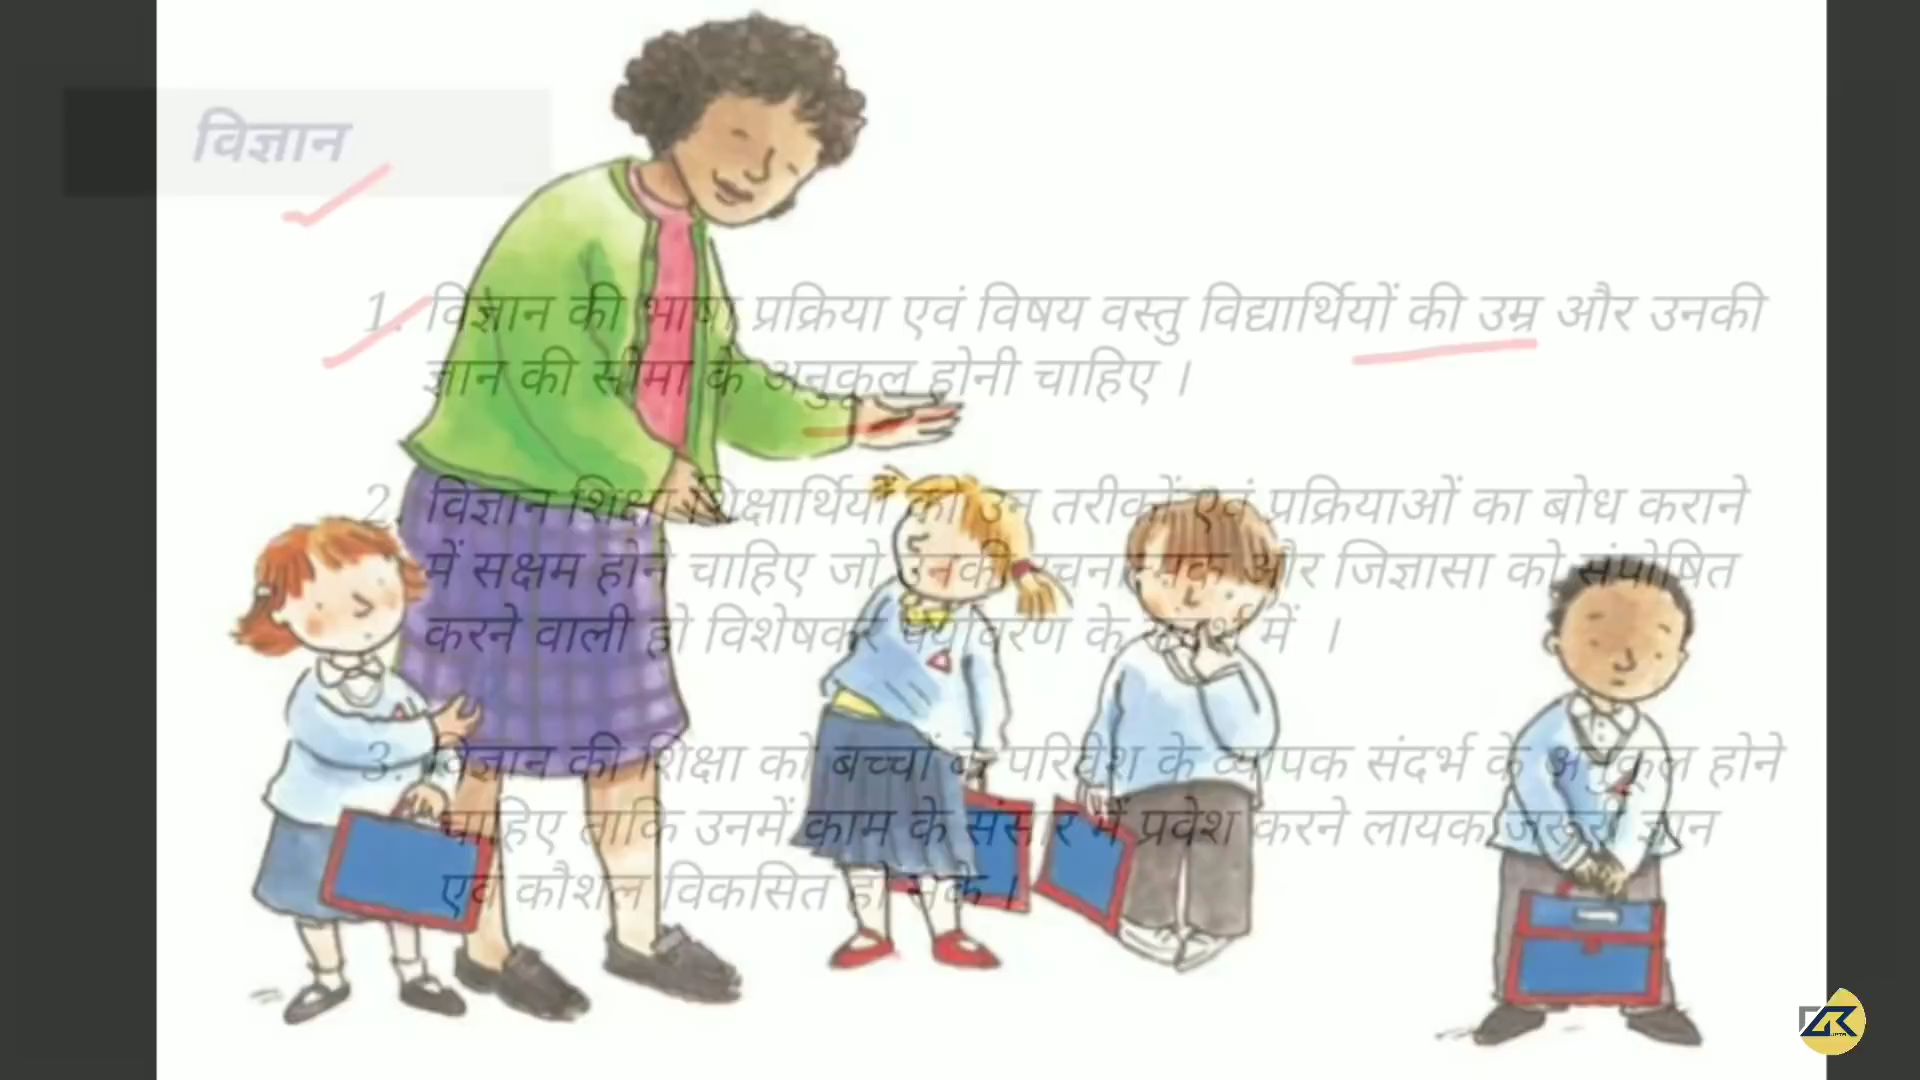 विज्ञान
1. विज्ञान की भाषा प्रक्रिया एवं विषय वस्तु विद्यार्थियों की उम्र और उनकी
ज्ञान की सीमा के अनुकूल होनी चाहिए ।
2. विज्ञान शिक्षा शिक्षार्थियों को उन तरीकों एवं प्रक्रियाओं का बोध कराने
में सक्षम होने चाहिए जो उनकी और जिज्ञासा को संपोषित
करने वाली हो विशेषकर पर्यावरण के संदर्भ में ।
3. विज्ञान की शिक्षा को बच्चों के परिवेश के व्यापक संदर्भ के अनुकूल होने
चाहिए ताकि उनमें काम के संसार में प्रवेश करने लायक जरूरी ज्ञान
एवं कौशल विकसित हो सके ।